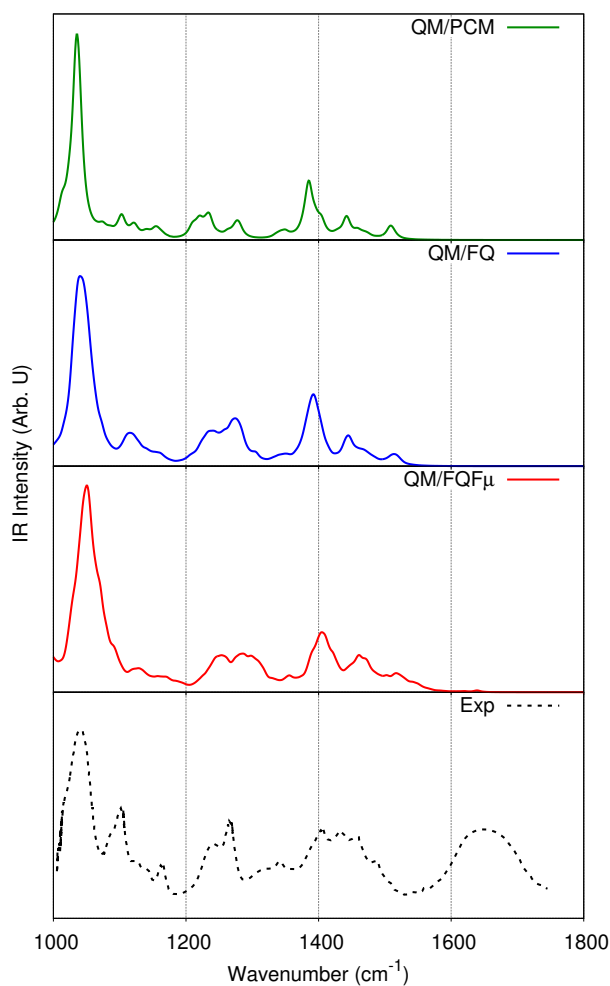 QM/PCM
QM/FQ
QM/FQFμ
Exp
IR Intensity (Arb. U)
1000 1200 1400 1600 1800
Wavenumber (cm⁻¹)